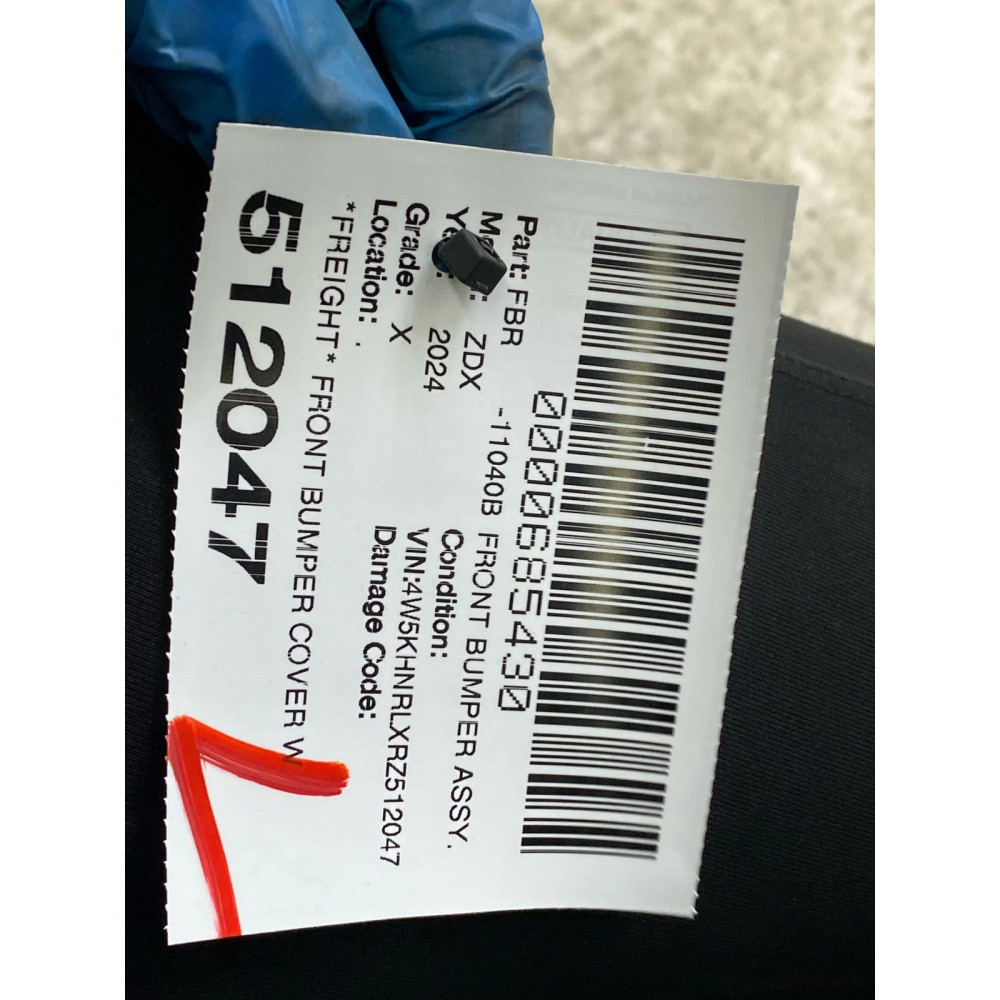 0000685430
Part: FBR -11040B FRONT BUMPER ASSY.
ZDX Condition:
2024 VIN:4W5KHNRLXRZ512047
Grade: X Damage Code:
Location: .
*FREIGHT* FRONT BUMPER COVER W
512047